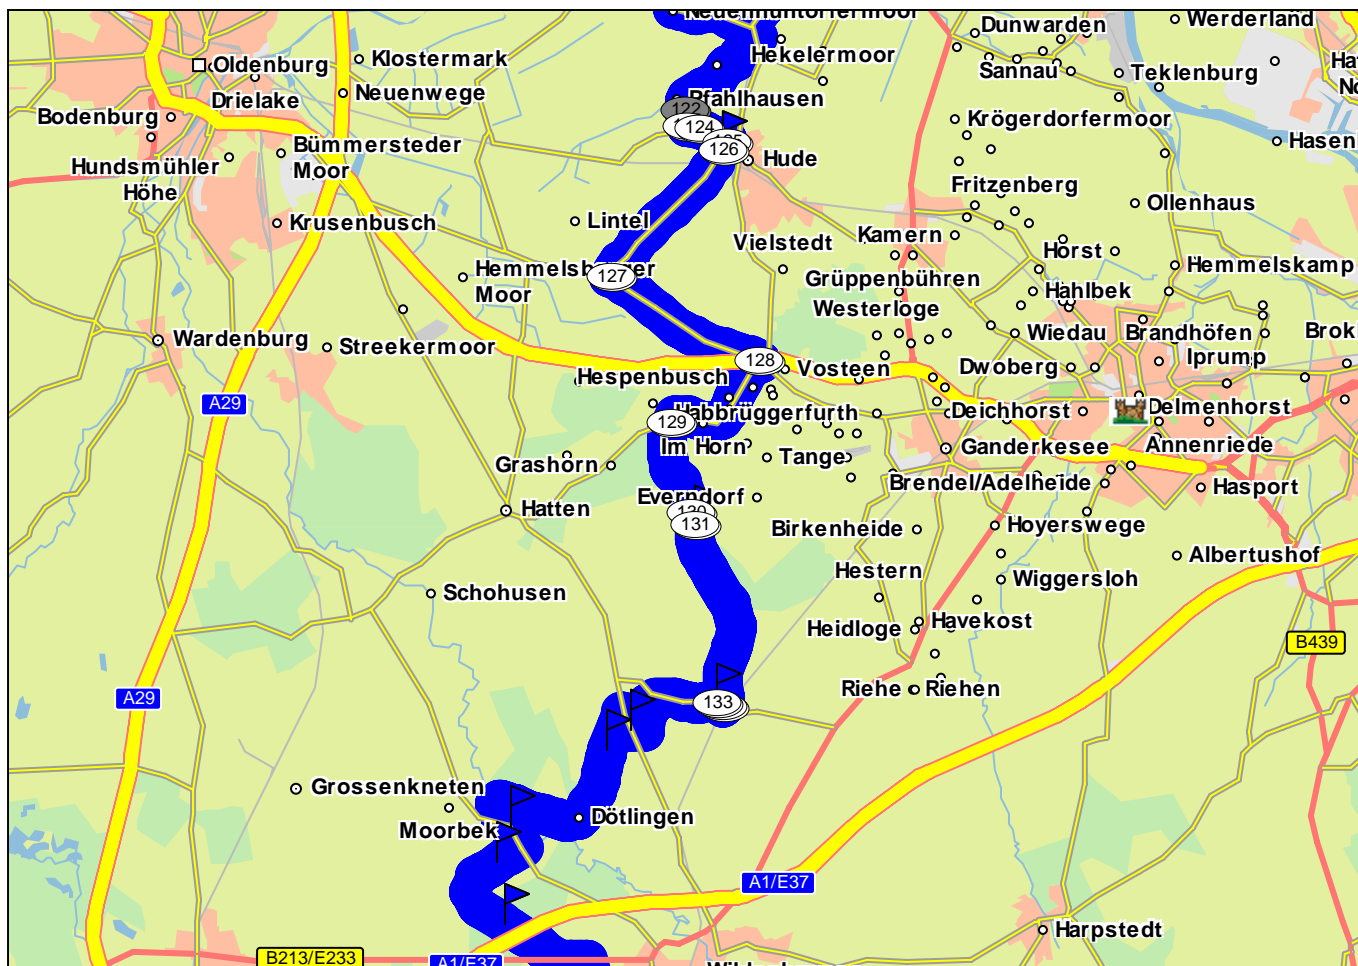 Neuenhuntorfermoor
Dunwarden
Werderland
Hekelermoor
Oldenburg
Klostermark
Sannau
Teklenburg
Drielake
Neuenwege
Pfahlhausen
122
Bodenburg
124
Krögerdorfermoor
126
Hude
Hasen
Bümmersteder
Moor
Hundsmühler
Höhe
Fritzenberg
Ollenhaus
Krusenbusch
Lintel
Vielstedt
Kamern
Hörst
Hemmelskamp
127
Moor
Grüppenbühren
Hahlbek
Westerloge
Wardenburg
Streekermoor
Wiedau
Brandhöfen
Brok
Iprump
128
Vosteen
Dwoberg
Hespenbusch
A29
Habbrüggerfurth
Deichhorst
Delmenhorst
129
Im Horn
Tange
Ganderkesee
Annenriede
Grashorn
Everndorf
Brendel/Adelheide
Hasport
Hatten
131
Birkenheide
Hoyerswege
Albertushof
Hestern
Wiggersloh
Schohusen
Heidloge
Havekost
B439
A29
Riehe
Riehen
133
Grossenkneten
Moorbek
Dötlingen
A1/E37
Harpstedt
B213/E233
A1/E37